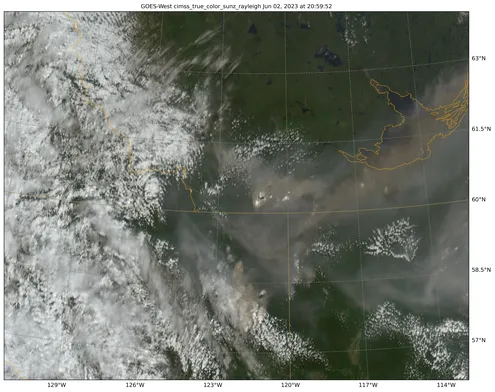 GOES-West cimss_true_color_sunz_rayleigh Jun 02, 2023 at 20:59:52
63°N
61.5°N
60°N
58.5°N
57°N
129°W 126°W 123°W 120°W 117°W 114°W